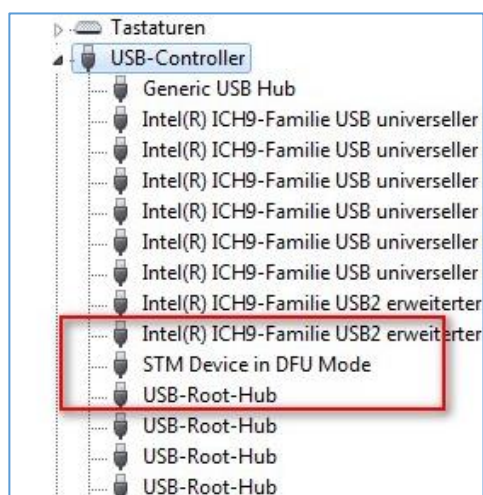 Tastaturen
USB-Controller
Generic USB Hub
Intel(R) ICH9-Familie USB universeller
Intel(R) ICH9-Familie USB universeller
Intel(R) ICH9-Familie USB universeller
Intel(R) ICH9-Familie USB universeller
Intel(R) ICH9-Familie USB universeller
Intel(R) ICH9-Familie USB universeller
Intel(R) ICH9-Familie USB2 erweiterter
Intel(R) ICH9-Familie USB2 erweiterter
STM Device in DFU Mode
USB-Root-Hub
USB-Root-Hub
USB-Root-Hub
USB-Root-Hub